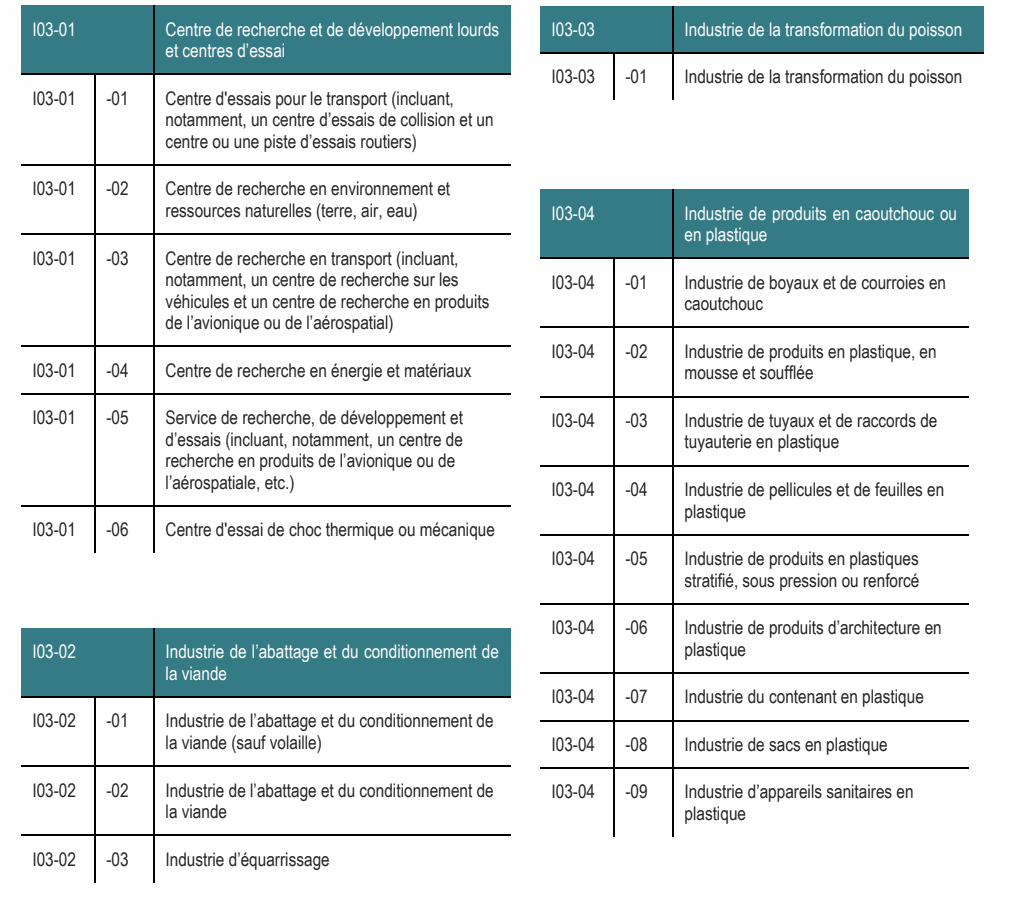 I03-01 Centre de recherche et de développement lourds
et centres d’essai
I03-01 -01 Centre d'essais pour le transport (incluant,
notamment, un centre d’essais de collision et un
centre ou une piste d’essais routiers)
I03-01 -02 Centre de recherche en environnement et
ressources naturelles (terre, air, eau)
I03-01 -03 Centre de recherche en transport (incluant,
notamment, un centre de recherche sur les
véhicules et un centre de recherche en produits
de l’avionique ou de l’aérospatial)
I03-01 -04 Centre de recherche en énergie et matériaux
I03-01 -05 Service de recherche, de développement et
d’essais (incluant, notamment, un centre de
recherche en produits de l’avionique ou de
l’aérospatiale, etc.)
I03-01 -06 Centre d'essai de choc thermique ou mécanique
I03-02 Industrie de l’abattage et du conditionnement de
la viande
I03-02 -01 Industrie de l’abattage et du conditionnement de
la viande (sauf volaille)
I03-02 -02 Industrie de l’abattage et du conditionnement de
la viande
I03-02 -03 Industrie d’équarrissage
I03-03 Industrie de la transformation du poisson
I03-03 -01 Industrie de la transformation du poisson
I03-04 Industrie de produits en caoutchouc ou
en plastique
I03-04 -01 Industrie de boyaux et de courroies en
caoutchouc
I03-04 -02 Industrie de produits en plastique, en
mousse et soufflée
I03-04 -03 Industrie de tuyaux et de raccords de
tuyauterie en plastique
I03-04 -04 Industrie de pellicules et de feuilles en
plastique
I03-04 -05 Industrie de produits en plastiques
stratifié, sous pression ou renforcé
I03-04 -06 Industrie de produits d’architecture en
plastique
I03-04 -07 Industrie du contenant en plastique
I03-04 -08 Industrie de sacs en plastique
I03-04 -09 Industrie d’appareils sanitaires en
plastique